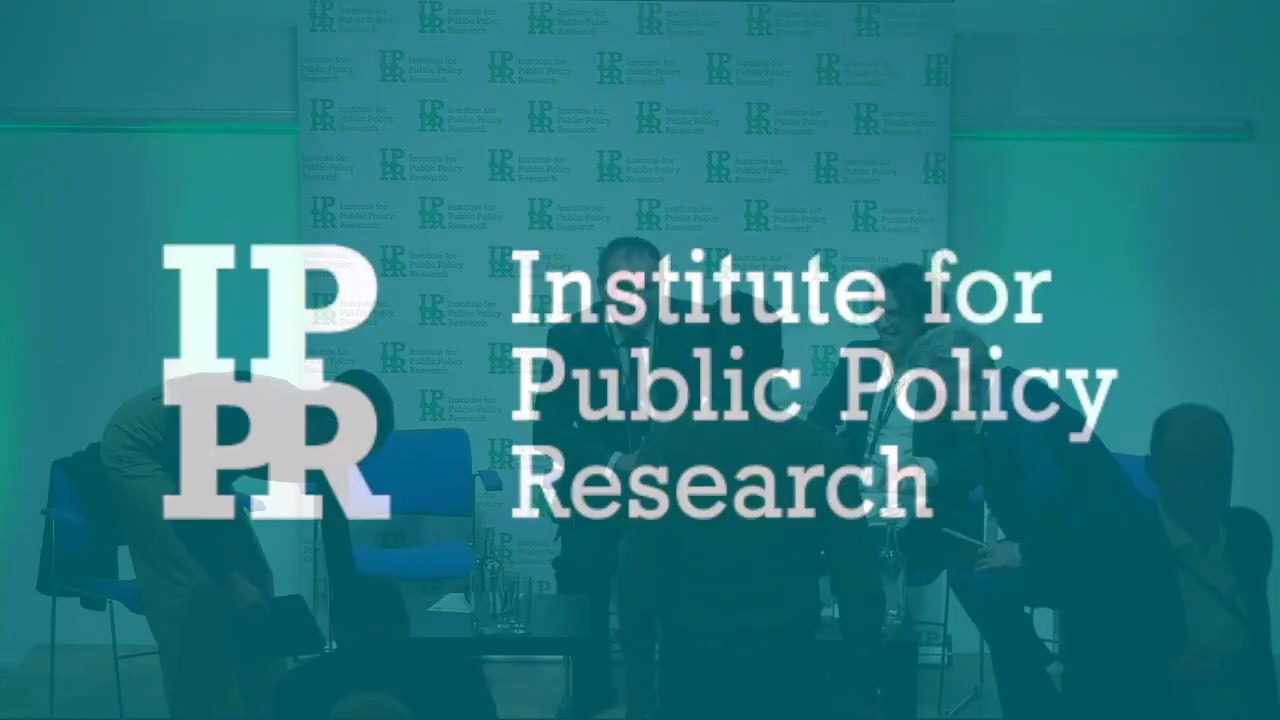 IP
PR
Institute for
Public Policy
Research